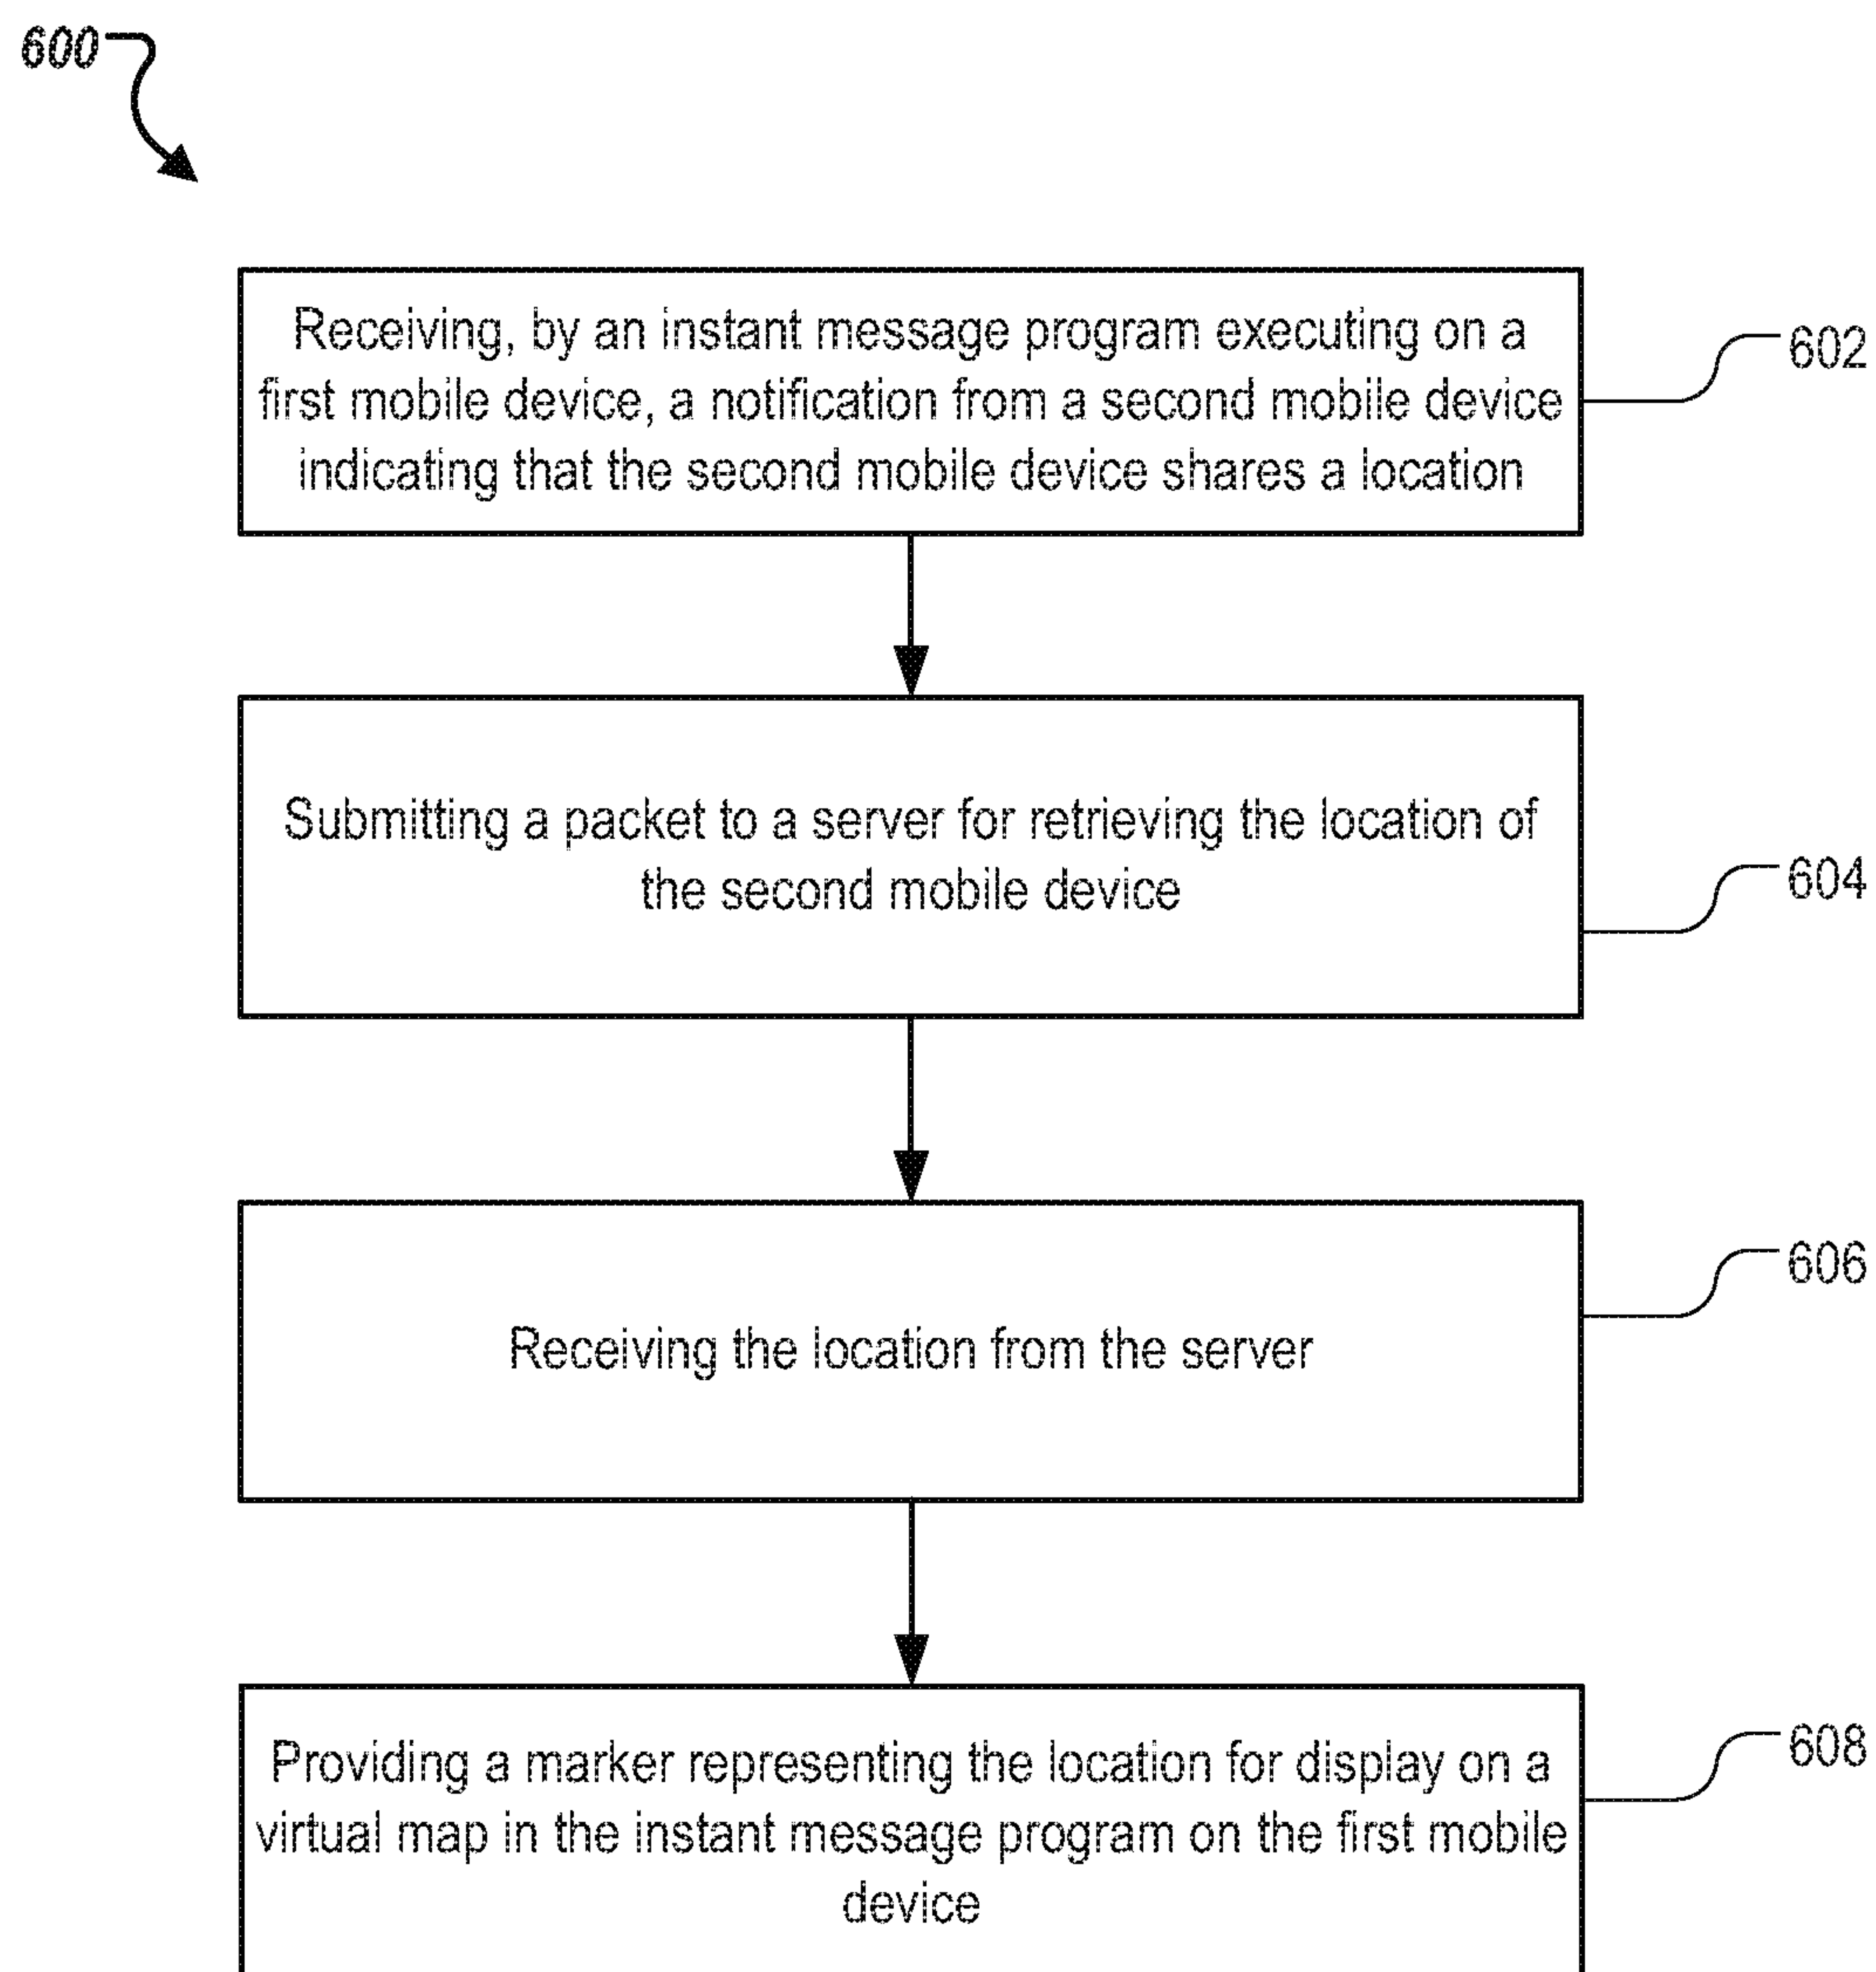 600
Receiving, by an instant message program executing on a
first mobile device, a notification from a second mobile device
indicating that the second mobile device shares a location
602
Submitting a packet to a server for retrieving the location of
the second mobile device
604
Receiving the location from the server
606
Providing a marker representing the location for display on a
virtual map in the instant message program on the first mobile
device
608